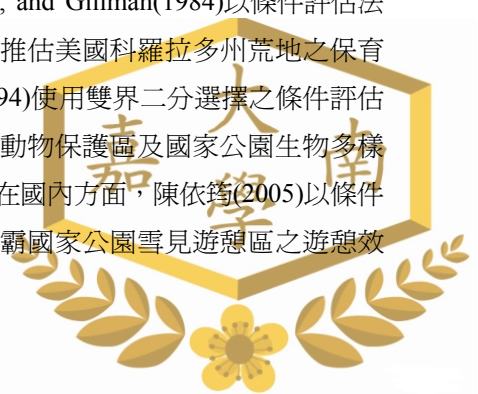 , and Gillman(1984)以條件評估法
推估美國科羅拉多州荒地之保育
94)使用雙界二分選擇之條件評估
動物保護區及國家公園生物多樣
在國內方面，陳依筠(2005)以條件
霸國家公園雪見遊憩區之遊憩效
嘉
大
學
南